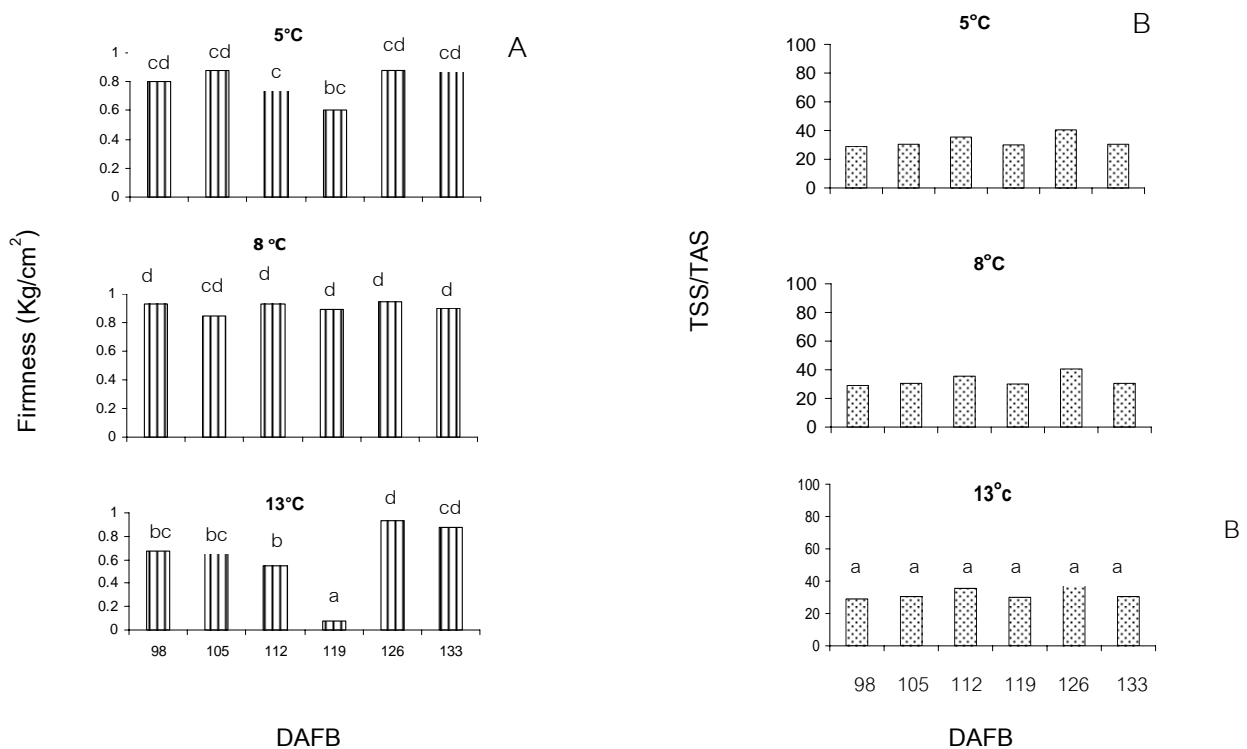 5°C
A
1
cd cd c bc cd cd
0.8
0.6
0.4
0.2
0
8 °C
d cd d d d d
1
0.8
0.6
0.4
0.2
0
13°C
bc bc b a d cd
1
0.8
0.6
0.4
0.2
0
98 105 112 119 126 133
Firmness (Kg/cm²)
DAFB
5°C
B
100
80
60
40
20
0
8°C
100
80
60
40
20
0
13°c
B
100
80
60
40
20
0
a a a a a a
98 105 112 119 126 133
TSS/TAS
DAFB